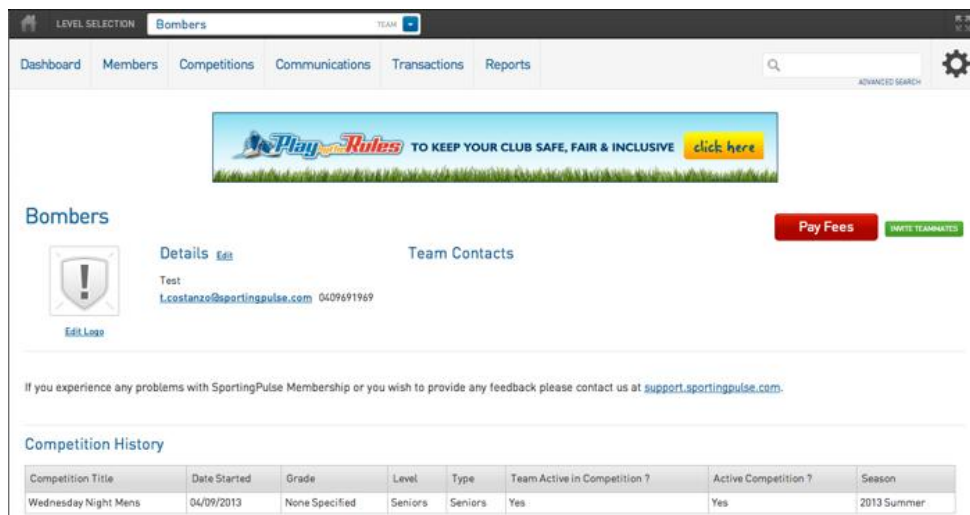 LEVEL SELECTION Bombers TEAM
Dashboard Members Competitions Communications Transactions Reports
ADVANCED SEARCH
Play by the Rules TO KEEP YOUR CLUB SAFE, FAIR & INCLUSIVE click here
Bombers
Pay Fees INVITE TEAMMATES
Details Edit Team Contacts
Test
t.costanzo@sportingpulse.com 0409691969
Edit Logo
If you experience any problems with SportingPulse Membership or you wish to provide any feedback please contact us at support.sportingpulse.com.
Competition History
Competition Title Date Started Grade Level Type Team Active in Competition ? Active Competition ? Season
Wednesday Night Mens 04/09/2013 None Specified Seniors Seniors Yes Yes 2013 Summer